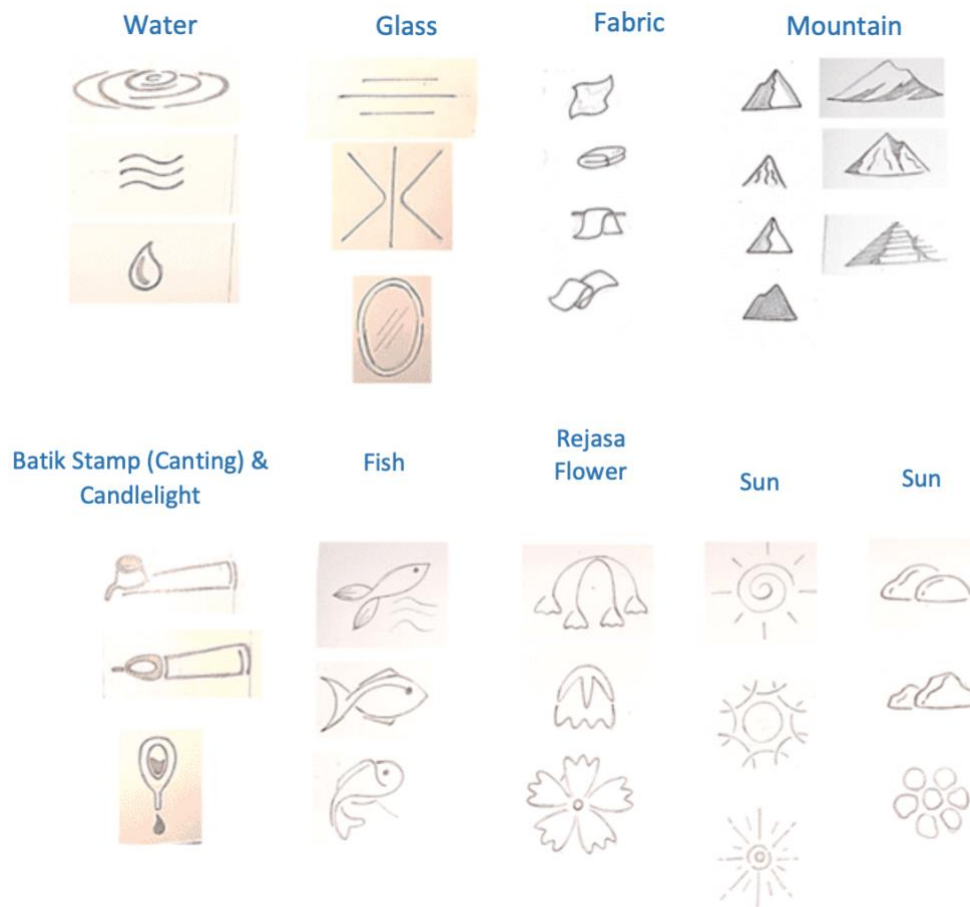 Water
Glass
Fabric
Mountain
Batik Stamp (Canting) &
Candlelight
Fish
Rejasa
Flower
Sun
Sun